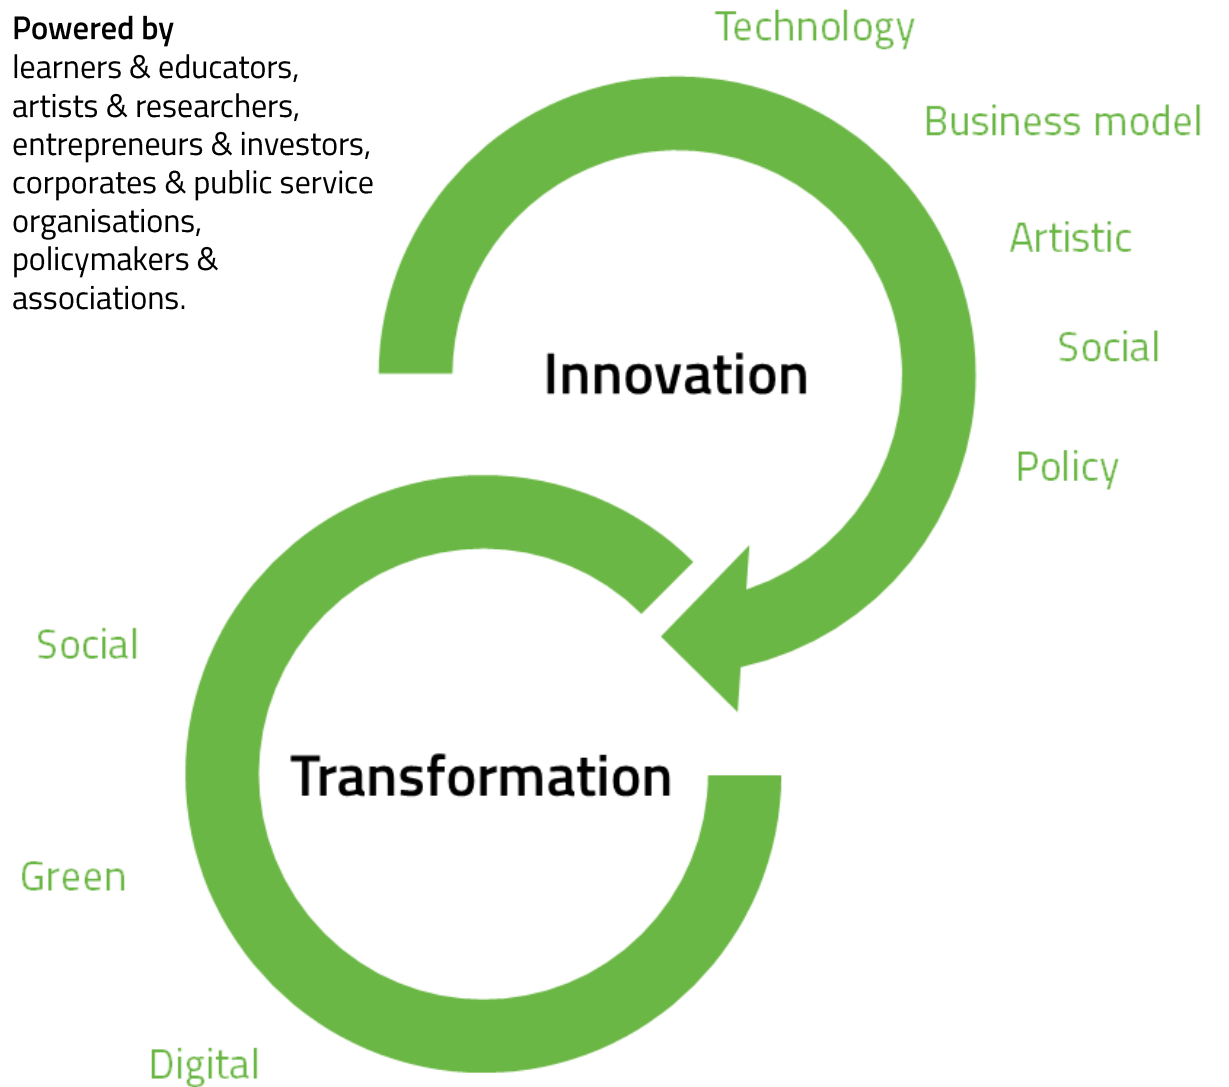 Powered by
learners & educators,
artists & researchers,
entrepreneurs & investors,
corporates & public service
organisations,
policymakers &
associations.
Technology
Business model
Artistic
Social
Policy
Innovation
Transformation
Social
Green
Digital